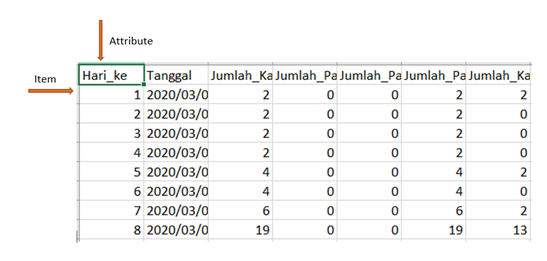 Attribute
Item
Hari_ke Tanggal Jumlah_Ka Jumlah_Pa Jumlah_Pa Jumlah_Pa Jumlah_Ka
1 2020/03/0 2 0 0 2 2
2 2020/03/0 2 0 0 2 0
3 2020/03/0 2 0 0 2 0
4 2020/03/0 2 0 0 2 0
5 2020/03/0 4 0 0 4 2
6 2020/03/0 4 0 0 4 0
7 2020/03/0 6 0 0 6 2
8 2020/03/0 19 0 0 19 13